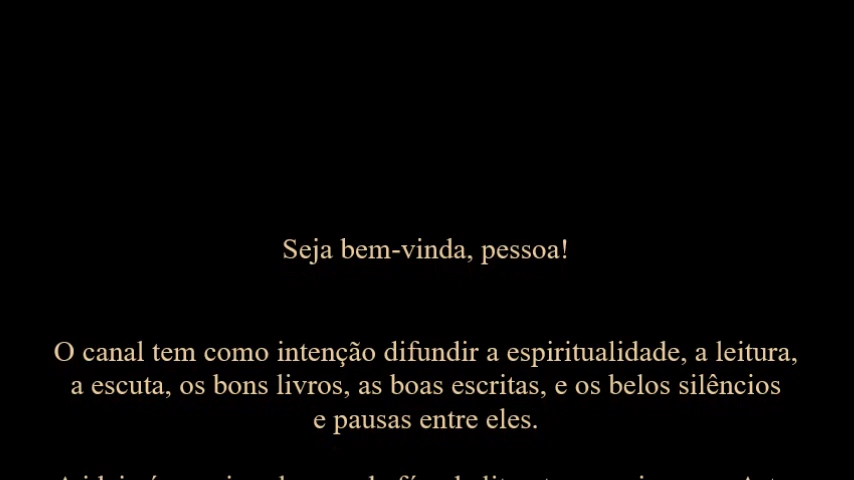 Seja bem-vinda, pessoa!
O canal tem como intenção difundir a espiritualidade, a leitura,
a escuta, os bons livros, as boas escritas, e os belos silêncios
e pausas entre eles.